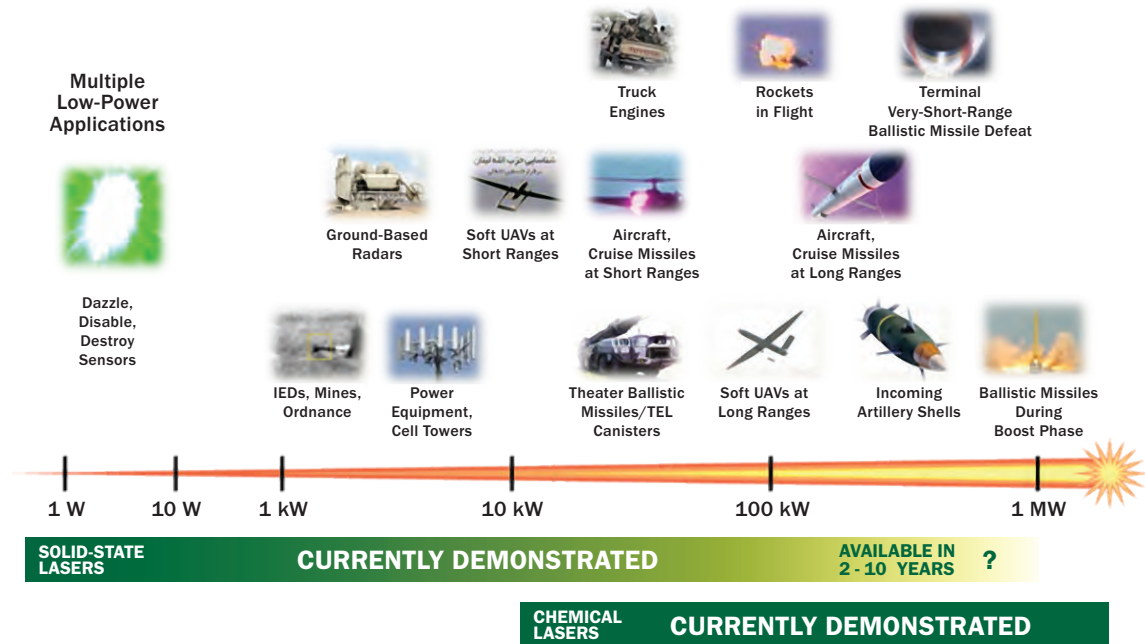 Multiple
Low-Power
Applications
Dazzle,
Disable,
Destroy
Sensors
Truck
Engines
Rockets
in Flight
Terminal
Very-Short-Range
Ballistic Missile Defeat
Ground-Based
Radars
شناسایی حزب الله لبنان
Soft UAVs at
Short Ranges
Aircraft,
Cruise Missiles
at Short Ranges
Aircraft,
Cruise Missiles
at Long Ranges
IEDs, Mines,
Ordnance
Power
Equipment,
Cell Towers
Theater Ballistic
Missiles/TEL
Canisters
Soft UAVs at
Long Ranges
Incoming
Artillery Shells
Ballistic Missiles
During
Boost Phase
1 W
10 W
1 kW
10 kW
100 kW
1 MW
SOLID-STATE
LASERS
CURRENTLY DEMONSTRATED
AVAILABLE IN
2 - 10 YEARS
?
CHEMICAL
LASERS
CURRENTLY DEMONSTRATED